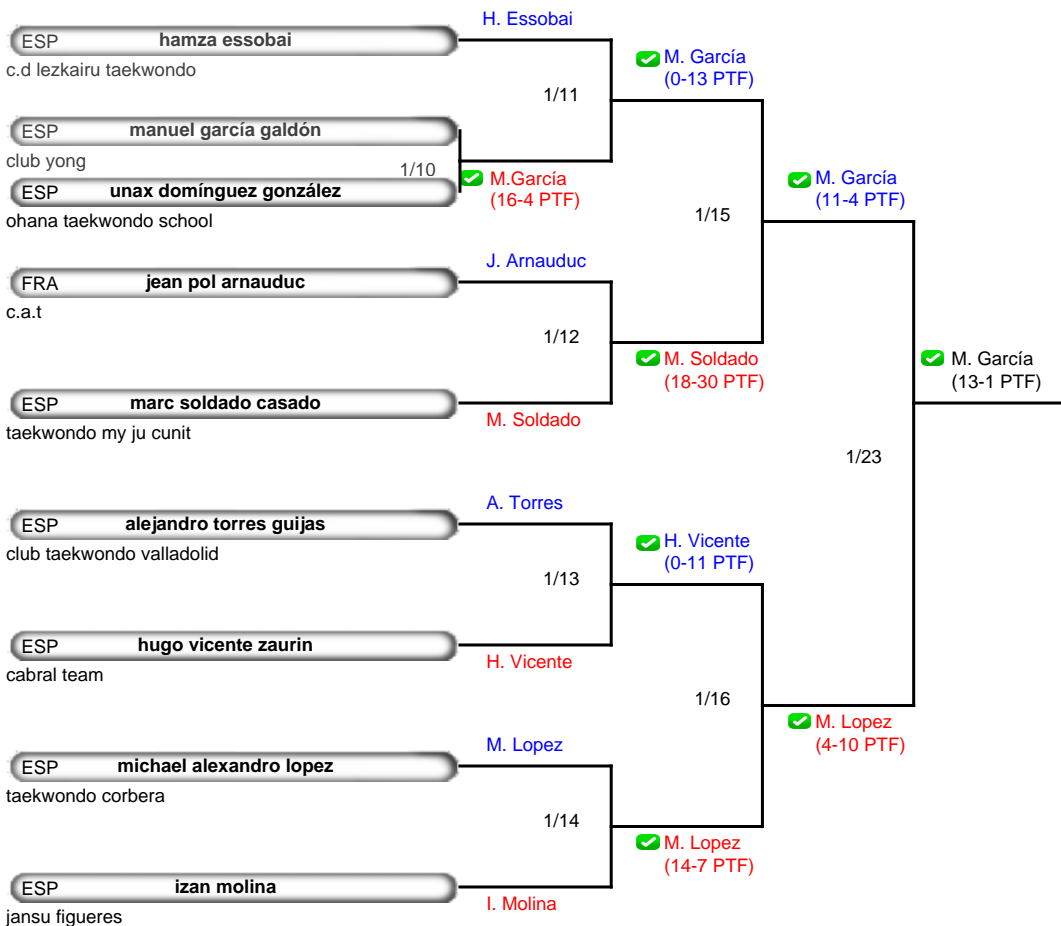 H. Essobai
ESP hamza essobai
c.d lezkairu taekwondo
M. García
(0-13 PTF)
1/11
ESP manuel garcía galdón
club yong
1/10
M.García
(16-4 PTF)
ESP unax domínguez gonzález
ohana taekwondo school
M. García
(11-4 PTF)
1/15
J. Arnauduc
FRA jean pol arnauduc
c.a.t
1/12
M. Soldado
(18-30 PTF)
M. García
(13-1 PTF)
ESP marc soldado casado
M. Soldado
taekwondo my ju cunit
1/23
A. Torres
ESP alejandro torres guijas
club taekwondo valladolid
H. Vicente
(0-11 PTF)
1/13
ESP hugo vicente zaurin
H. Vicente
cabral team
1/16
M. Lopez
(4-10 PTF)
M. Lopez
ESP michael alexandro lopez
taekwondo corbera
1/14
M. Lopez
(14-7 PTF)
ESP izan molina
I. Molina
jansu figueres